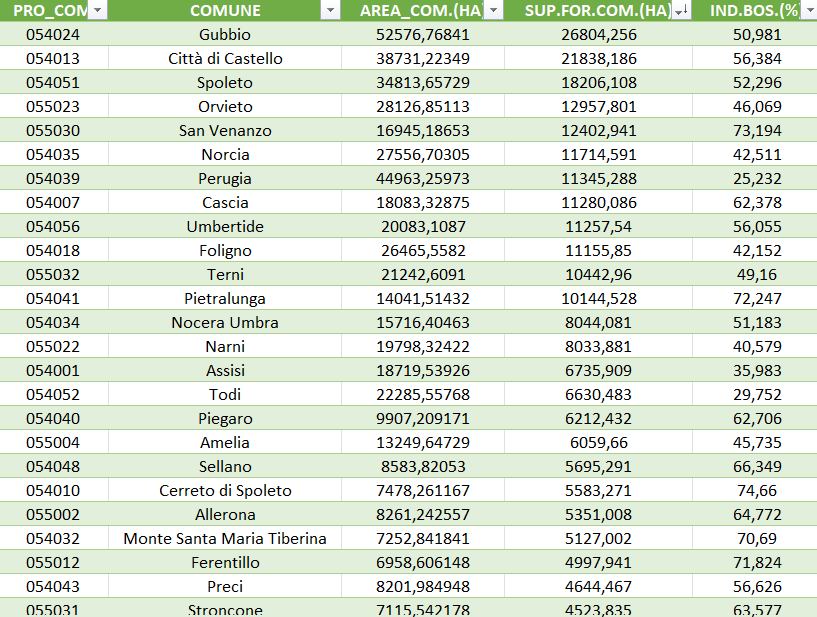 PRO_COM COMUNE AREA_COM.(HA) SUP.FOR.COM.(HA) IND.BOS.(%)
054024 Gubbio 52576,76841 26804,256 50,981
054013 Città di Castello 38731,22349 21838,186 56,384
054051 Spoleto 34813,65729 18206,108 52,296
055023 Orvieto 28126,85113 12957,801 46,069
055030 San Venanzo 16945,18653 12402,941 73,194
054035 Norcia 27556,70305 11714,591 42,511
054039 Perugia 44963,25973 11345,288 25,232
054007 Cascia 18083,32875 11280,086 62,378
054056 Umbertide 20083,1087 11257,54 56,055
054018 Foligno 26465,5582 11155,85 42,152
055032 Terni 21242,6091 10442,96 49,16
054041 Pietralunga 14041,51432 10144,528 72,247
054034 Nocera Umbra 15716,40463 8044,081 51,183
055022 Narni 19798,32422 8033,881 40,579
054001 Assisi 18719,53926 6735,909 35,983
054052 Todi 22285,55768 6630,483 29,752
054040 Piegaro 9907,209171 6212,432 62,706
055004 Amelia 13249,64729 6059,66 45,735
054048 Sellano 8583,82053 5695,291 66,349
054010 Cerreto di Spoleto 7478,261167 5583,271 74,66
055002 Allerona 8261,242557 5351,008 64,772
054032 Monte Santa Maria Tiberina 7252,841841 5127,002 70,69
055012 Ferentillo 6958,606148 4997,941 71,824
054043 Preci 8201,984948 4644,467 56,626
055031 Stroncone 7115,542178 4523,835 63,577